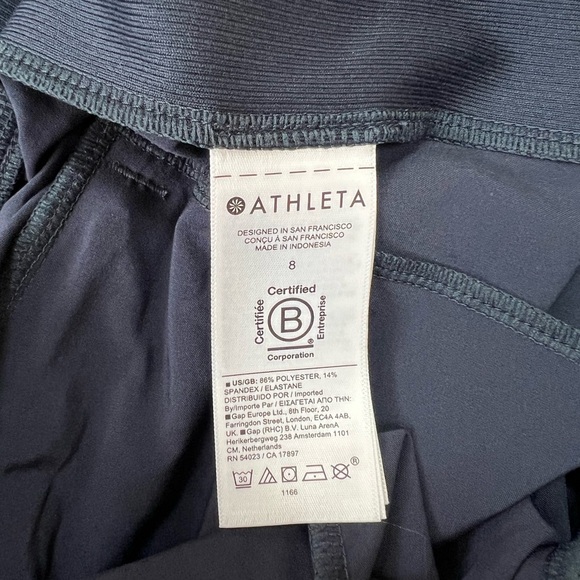 ATHLETA
DESIGNED IN SAN FRANCISCO
CONÇU À SAN FRANCISCO
MADE IN INDONESIA
8
Certified
Certifiée
B
®
Entreprise
Corporation
■ US/GB: 86% POLYESTER, 14%
SPANDEX / ELASTANE
DISTRIBUIDO POR / Imported
By/Importe Par / ΕΙΣΑΓΕΤΑΙ ΑΠΟ ΤΗΝ:
■ Gap Europe Ltd., 6th Floor, 20
Farringdon Street, London, EC4A 4AB,
UK, ■ Gap (RHC) B.V. Luna ArenA
Herikerbergweg 238 Amsterdam 1101
CM, Netherlands
RN 54023 / CA 17897
30
®
1166